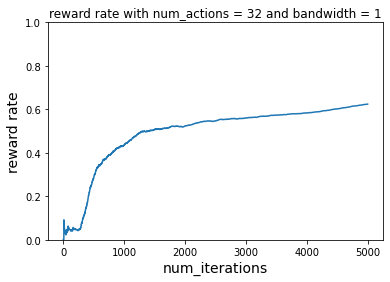 reward rate with num_actions = 32 and bandwidth = 1
1.0
0.8
0.6
0.4
0.2
0.0
reward rate
0 1000 2000 3000 4000 5000
num_iterations